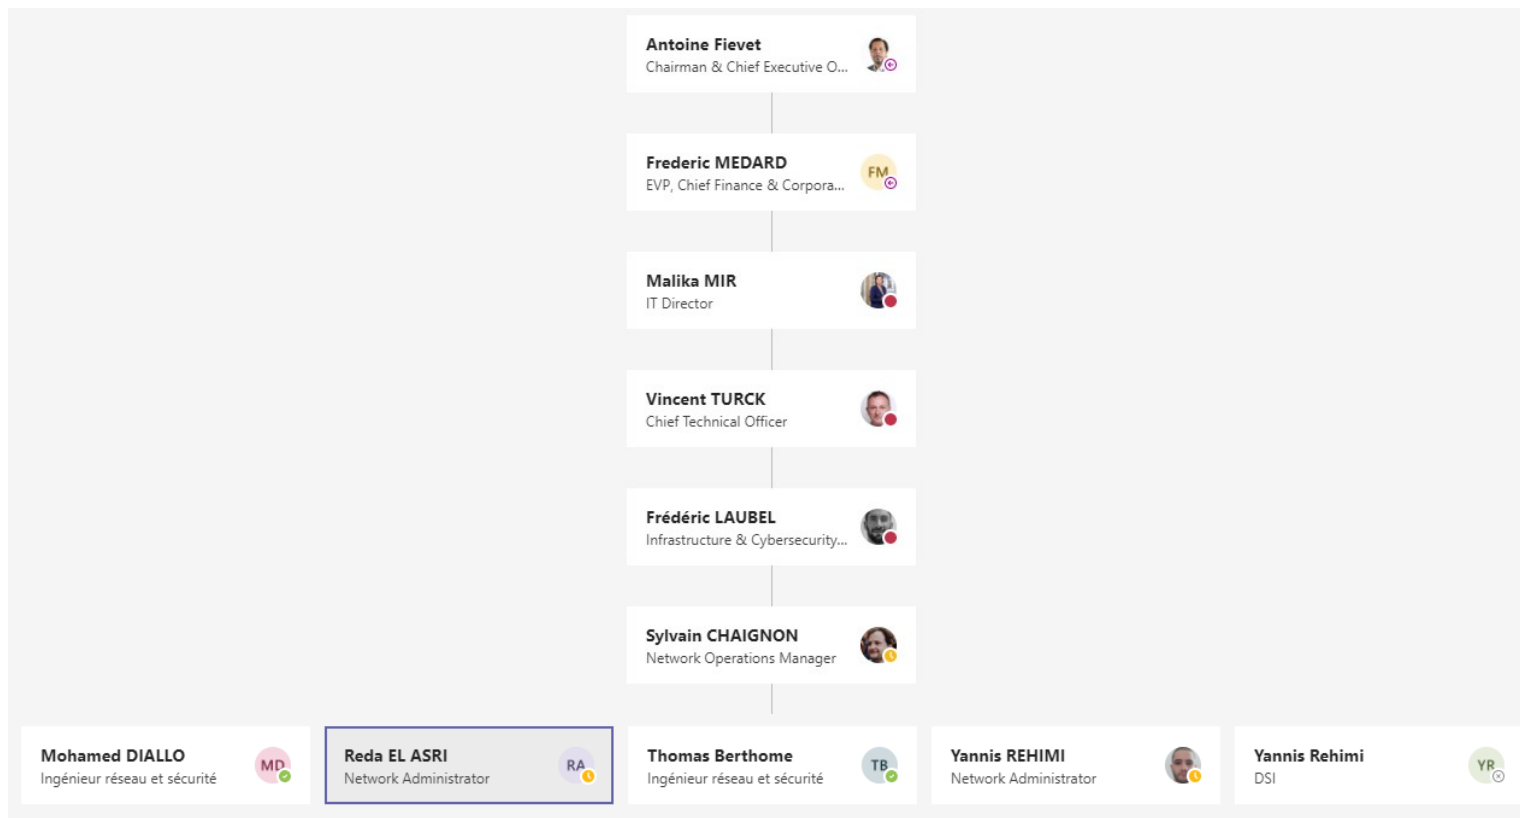 Antoine Fievet
Chairman & Chief Executive O...
Frederic MEDARD
EVP, Chief Finance & Corpora...
FM
Malika MIR
IT Director
Vincent TURCK
Chief Technical Officer
Frédéric LAUBEL
Infrastructure & Cybersecurity...
Sylvain CHAIGNON
Network Operations Manager
Mohamed DIALLO
Ingénieur réseau et sécurité
MD
Reda EL ASRI
Network Administrator
RA
Thomas Berthome
Ingénieur réseau et sécurité
TB
Yannis REHIMI
Network Administrator
Yannis Rehimi
DSI
YR